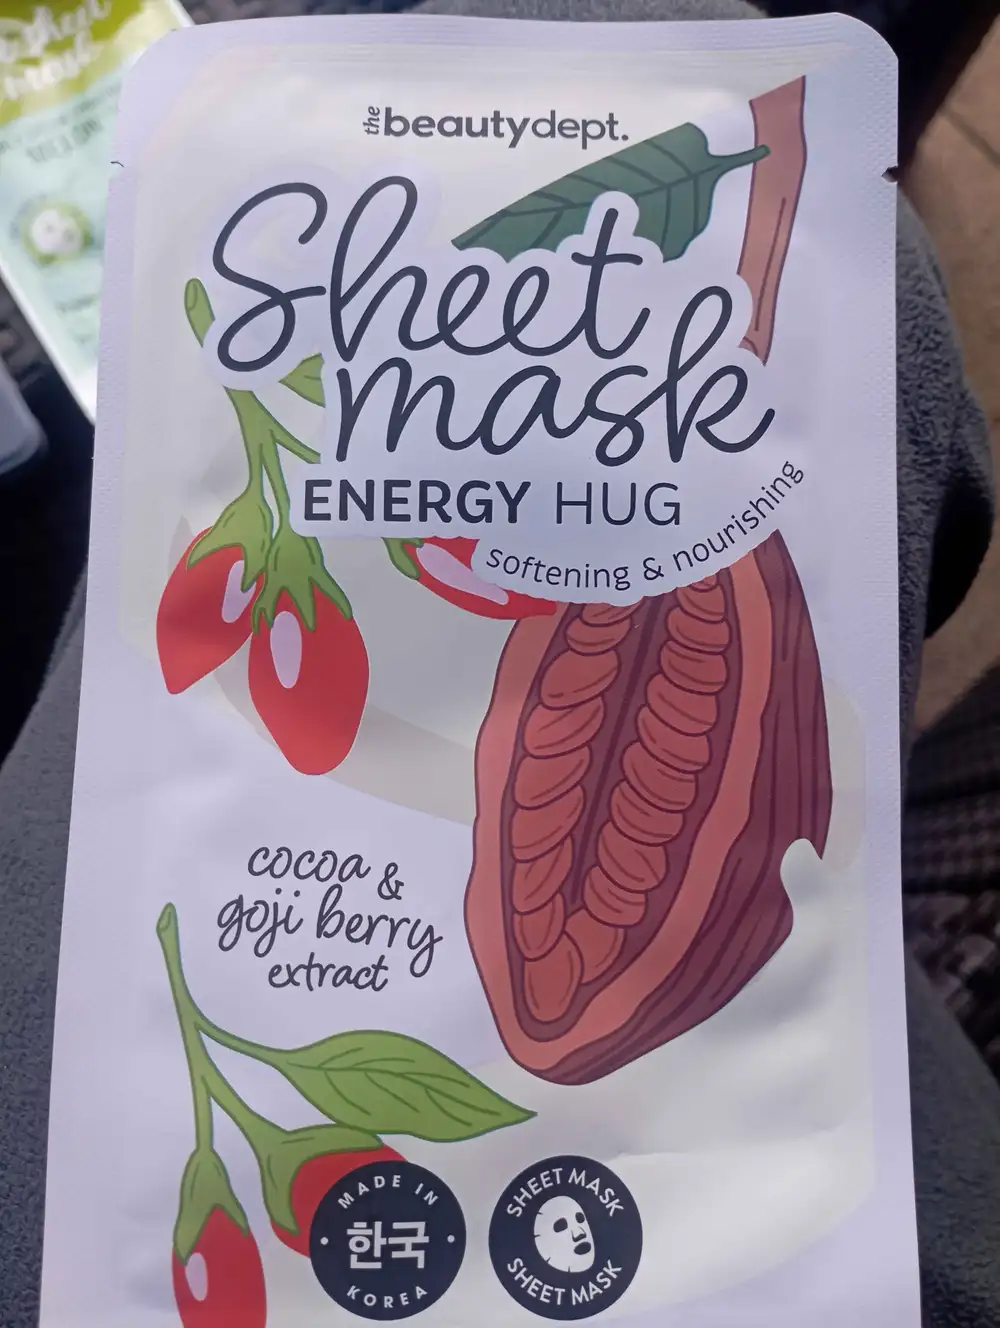 the beautydept.
Sheet
mask
ENERGY HUG
softening & nourishing
cocoa &
goji berry
extract
MADE IN
한국
KOREA
SHEET MASK
SHEET MASK